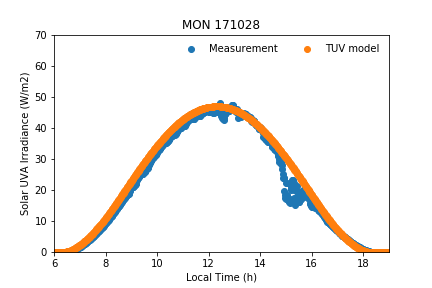 MON 171028
Measurement TUV model
70
60
50
40
30
20
10
0
Solar UVA Irradiance (W/m2)
6 8 10 12 14 16 18
Local Time (h)